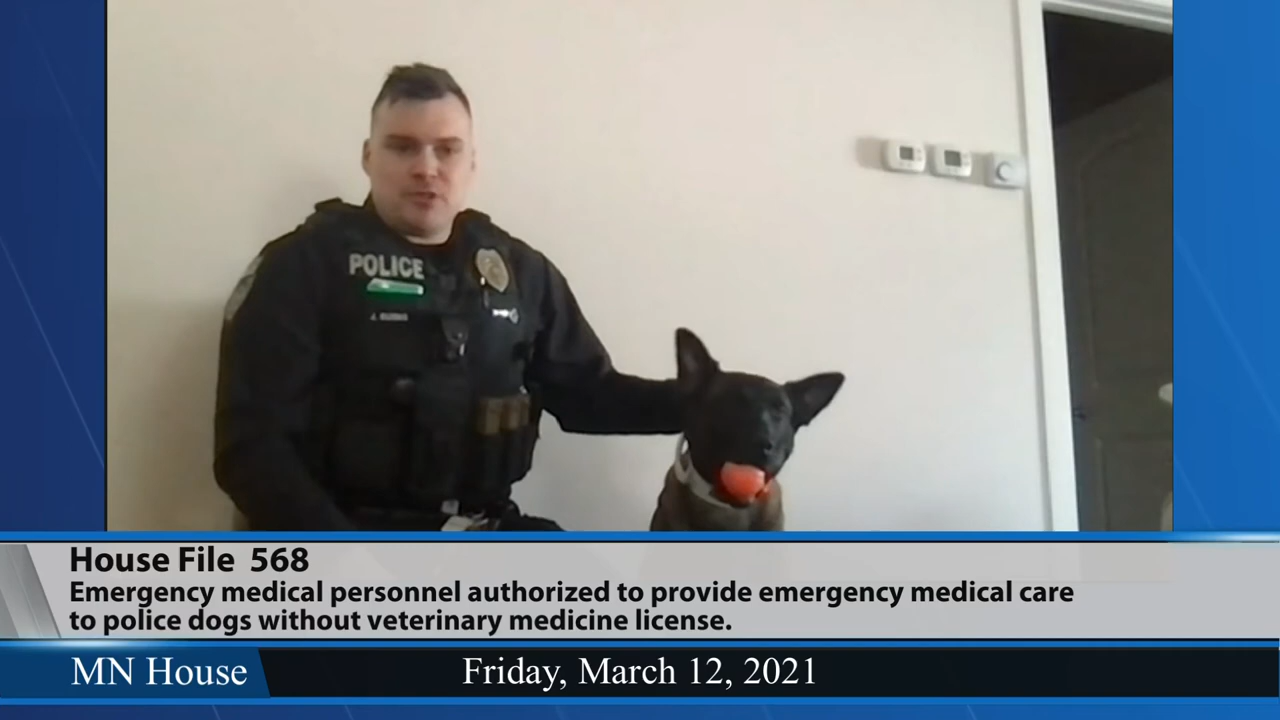 POLICE
House File 568
Emergency medical personnel authorized to provide emergency medical care
to police dogs without veterinary medicine license.
MN House
Friday, March 12, 2021